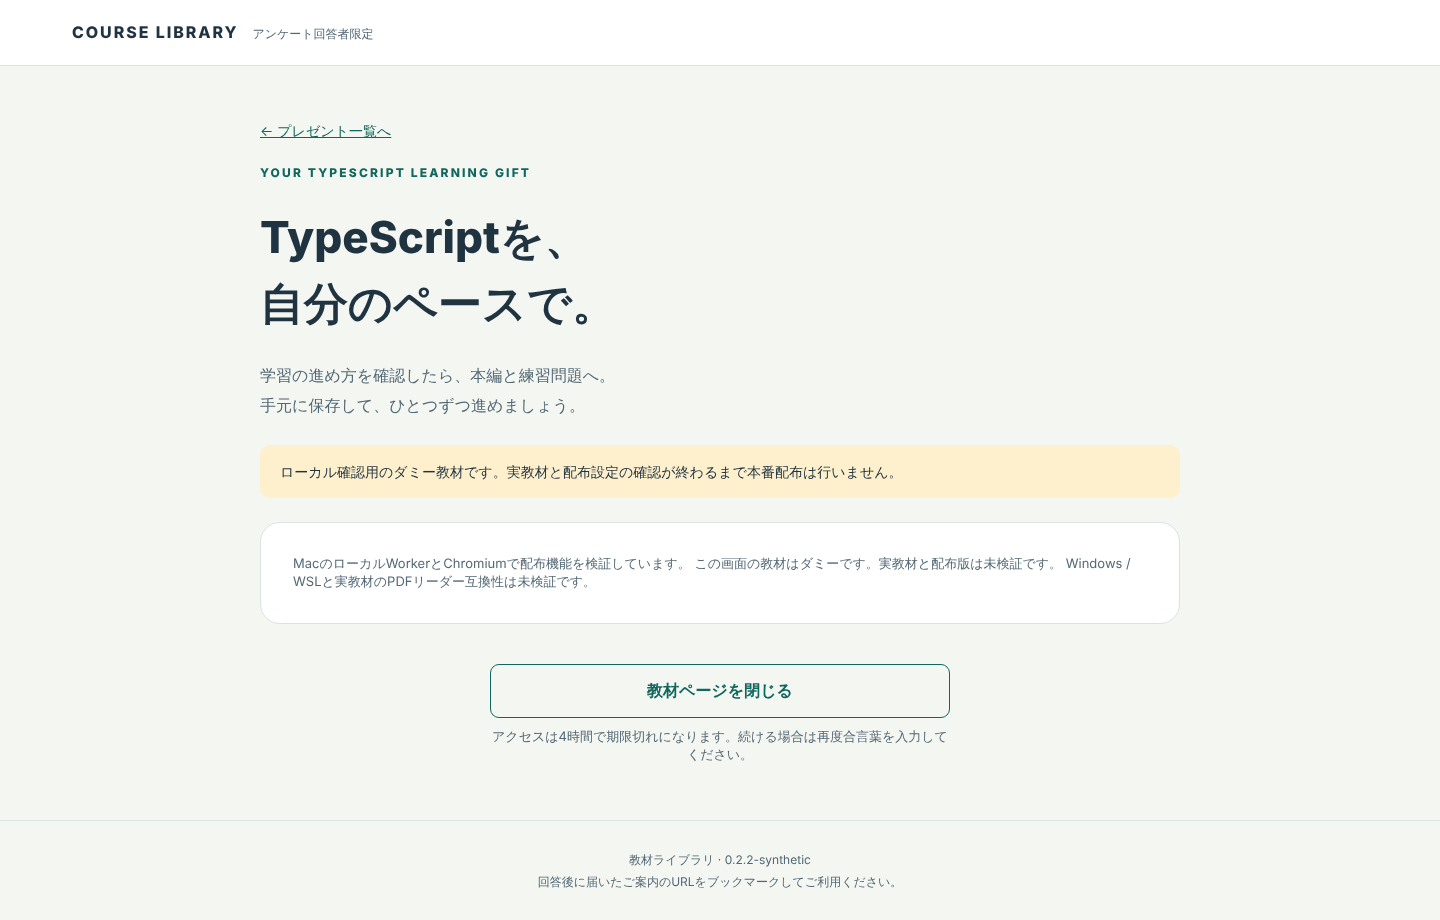 COURSE LIBRARY アンケート回答者限定
← プレゼント一覧へ
YOUR TYPESCRIPT LEARNING GIFT
TypeScriptを、
自分のペースで。
学習の進め方を確認したら、本編と練習問題へ。
手元に保存して、ひとつずつ進めましょう。
ローカル確認用のダミー教材です。実教材と配布設定の確認が終わるまで本番配布は行いません。
MacのローカルWorkerとChromiumで配布機能を検証しています。 この画面の教材はダミーです。実教材と配布版は未検証です。 Windows /
WSLと実教材のPDFリーダー互換性は未検証です。
教材ページを閉じる
アクセスは4時間で期限切れになります。続ける場合は再度合言葉を入力して
ください。
教材ライブラリ · 0.2.2-synthetic
回答後に届いたご案内のURLをブックマークしてご利用ください。